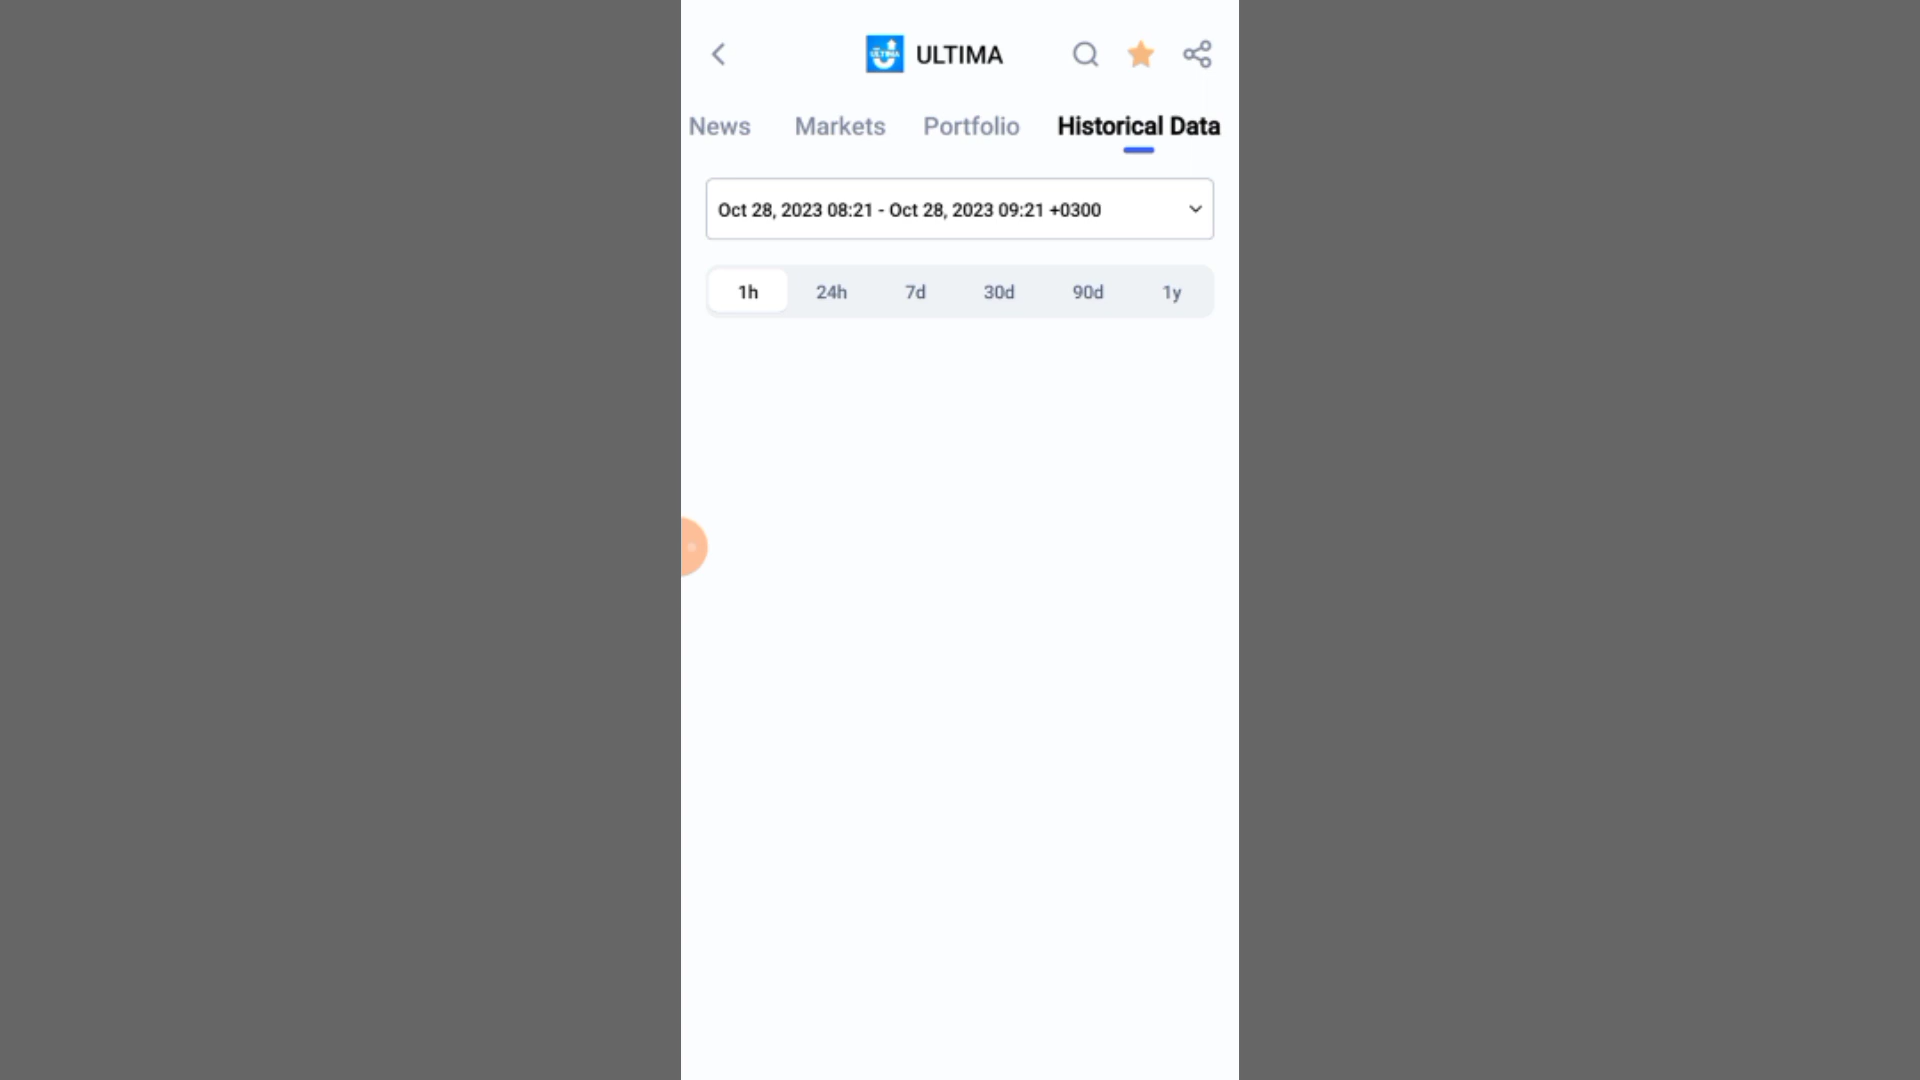 ULTIMA
ULTIMA
News Markets Portfolio Historical Data
Oct 28, 2023 08:21 - Oct 28, 2023 09:21 +0300
1h 24h 7d 30d 90d 1y